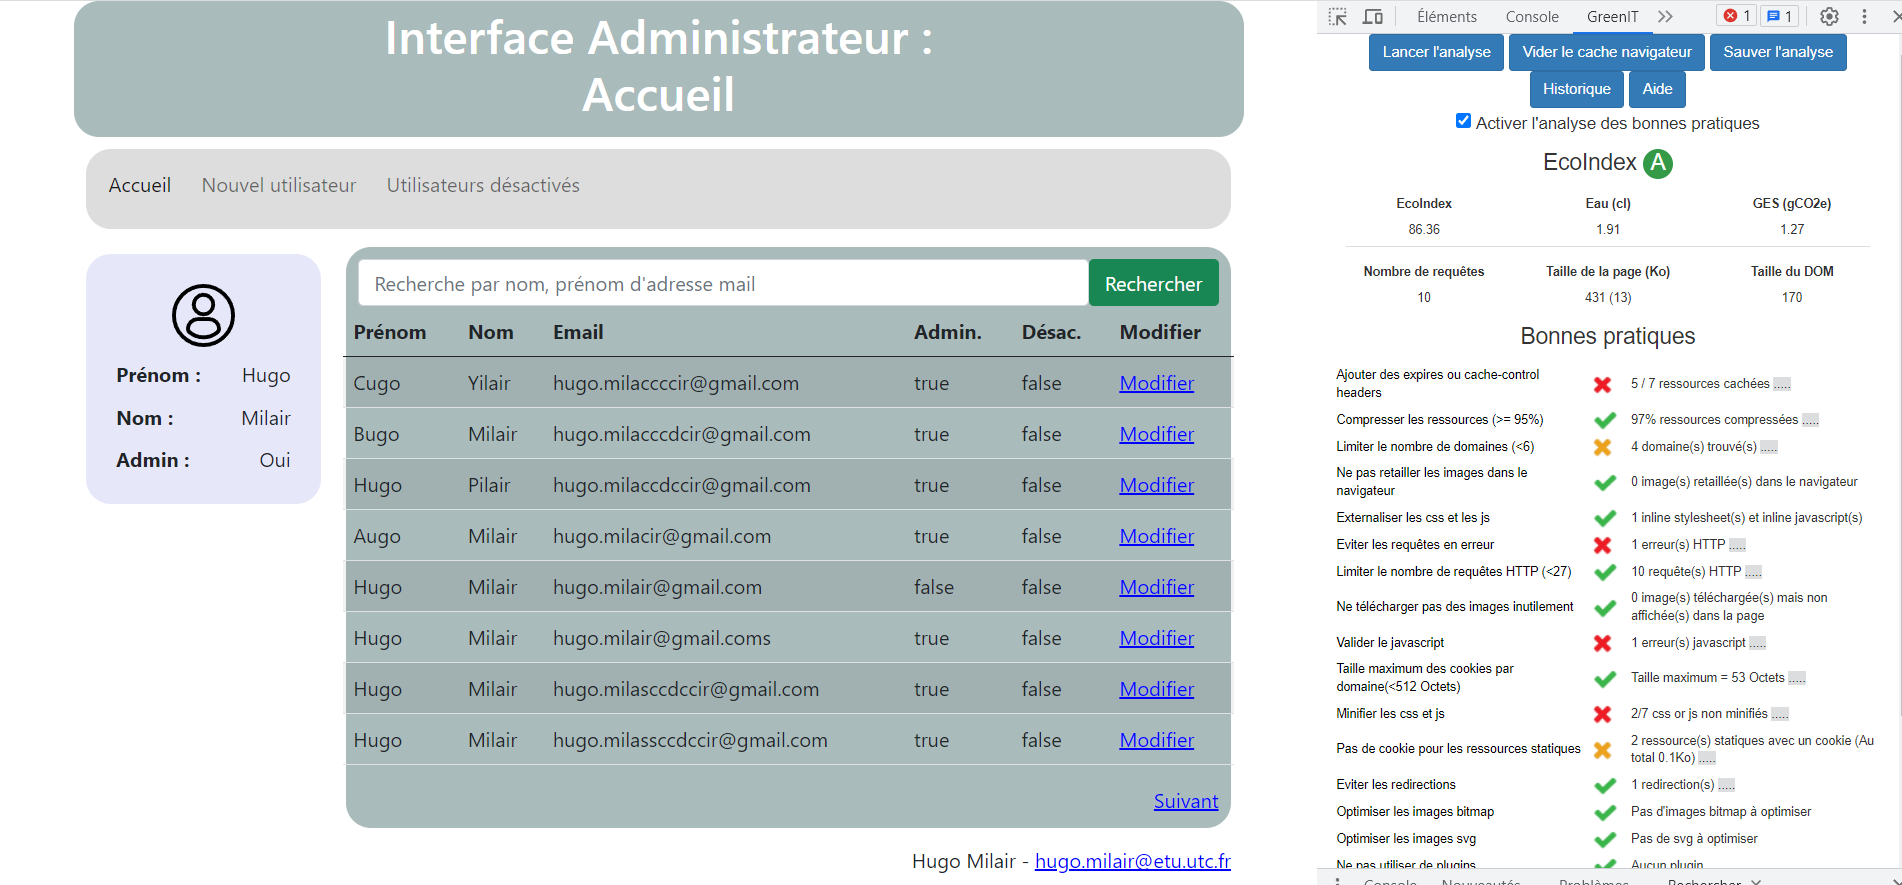 Interface Administrateur :
Accueil
Accueil Nouvel utilisateur Utilisateurs désactivés
Prénom : Hugo
Nom : Milair
Admin : Oui
Recherche par nom, prénom d'adresse mail Rechercher
Prénom Nom Email Admin. Désac. Modifier
Cugo Yilair hugo.milaccccir@gmail.com true false Modifier
Bugo Milair hugo.milacccdcir@gmail.com true false Modifier
Hugo Pilair hugo.milaccdccir@gmail.com true false Modifier
Augo Milair hugo.milacir@gmail.com true false Modifier
Hugo Milair hugo.milair@gmail.com false false Modifier
Hugo Milair hugo.milair@gmail.coms true false Modifier
Hugo Milair hugo.milasccdccir@gmail.com true false Modifier
Hugo Milair hugo.milassccdccir@gmail.com true false Modifier
Suivant
Hugo Milair - hugo.milair@etu.utc.fr
Éléments Console GreenIT 1 1
Lancer l'analyse Vider le cache navigateur Sauver l'analyse
Historique Aide
Activer l'analyse des bonnes pratiques
EcoIndex A
EcoIndex Eau (cl) GES (gCO2e)
86.36 1.91 1.27
Nombre de requêtes Taille de la page (Ko) Taille du DOM
10 431 (13) 170
Bonnes pratiques
Ajouter des expires ou cache-control
headers
5 / 7 ressources cachées .....
Compresser les ressources (>= 95%) 97% ressources compressées .....
Limiter le nombre de domaines (<6) 4 domaine(s) trouvé(s) .....
Ne pas retailler les images dans le
navigateur
0 image(s) retaillée(s) dans le navigateur
Externaliser les css et les js 1 inline stylesheet(s) et inline javascript(s)
Eviter les requêtes en erreur 1 erreur(s) HTTP .....
Limiter le nombre de requêtes HTTP (<27) 10 requête(s) HTTP .....
Ne télécharger pas des images inutilement
0 image(s) téléchargée(s) mais non
affichée(s) dans la page
Valider le javascript 1 erreur(s) javascript .....
Taille maximum des cookies par
domaine(<512 Octets)
Taille maximum = 53 Octets .....
Minifier les css et js 2/7 css or js non minifiés .....
Pas de cookie pour les ressources statiques
2 ressource(s) statiques avec un cookie (Au
total 0.1Ko) .....
Eviter les redirections 1 redirection(s) .....
Optimiser les images bitmap Pas d'images bitmap à optimiser
Optimiser les images svg Pas de svg à optimiser
Ne pas utiliser de plugins Aucun plugin
Console Nouveautés Problèmes Rechercher